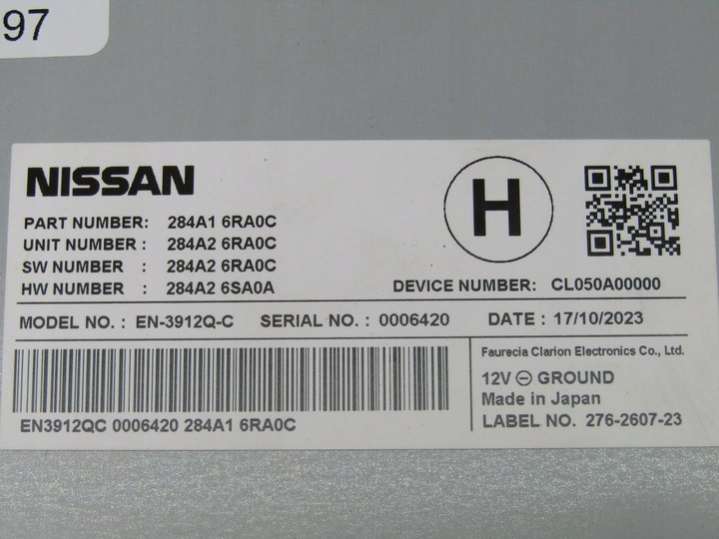 97
NISSAN
PART NUMBER: 284A1 6RA0C
UNIT NUMBER : 284A2 6RA0C
SW NUMBER : 284A2 6RA0C
HW NUMBER : 284A2 6SA0A
H
DEVICE NUMBER: CL050A00000
MODEL NO. : EN-3912Q-C SERIAL NO. : 0006420 DATE : 17/10/2023
EN3912QC 0006420 284A1 6RA0C
Faurecia Clarion Electronics Co., Ltd.
12V ⊖ GROUND
Made in Japan
LABEL NO. 276-2607-23